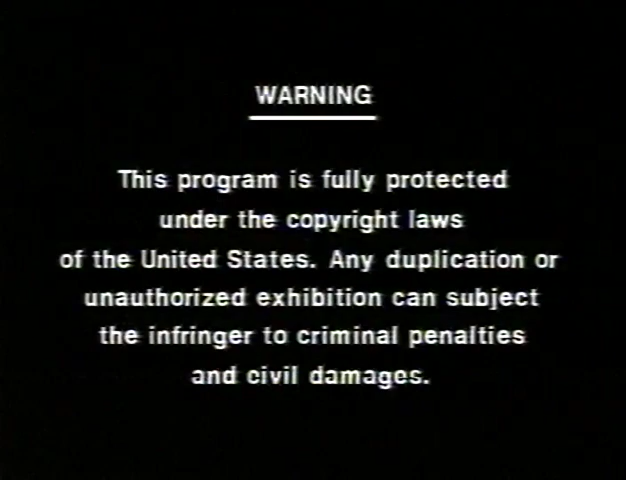 WARNING
This program is fully protected
under the copyright laws
of the United States. Any duplication or
unauthorized exhibition can subject
the infringer to criminal penalties
and civil damages.